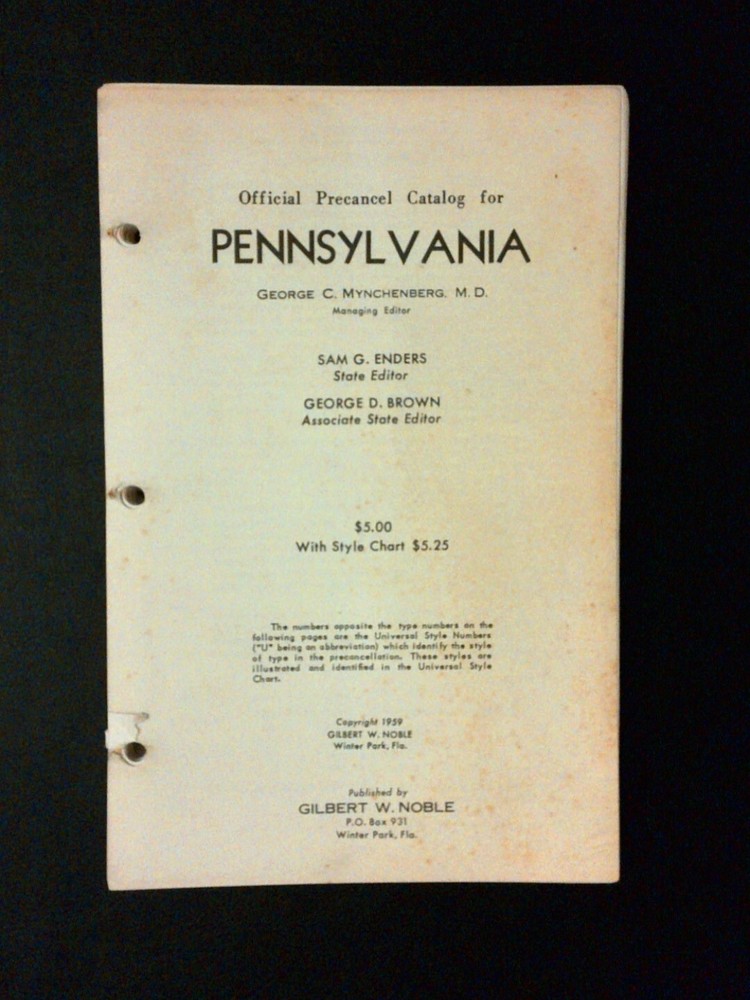 Official Precancel Catalog for
PENNSYLVANIA
GEORGE C. MYNCHENBERG, M. D.
Managing Editor
SAM G. ENDERS
State Editor
GEORGE D. BROWN
Associate State Editor
$5.00
With Style Chart $5.25
The numbers opposite the type numbers on the
following pages are the Universal Style Numbers
("U" being an abbreviation) which identify the style
of type in the precancellation. These styles are
illustrated and identified in the Universal Style
Chart.
Copyright 1959
GILBERT W. NOBLE
Winter Park, Fla.
Published by
GILBERT W. NOBLE
P.O. Box 931
Winter Park, Fla.